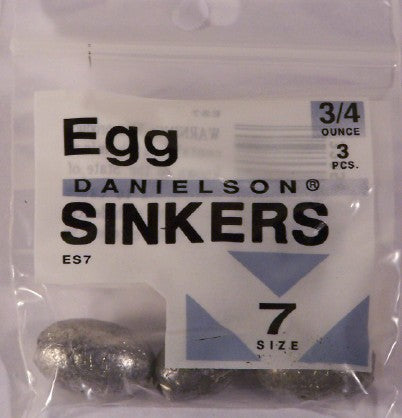 Egg
3/4
OUNCE
3
PCS.
DANIELSON®
SINKERS
ES7
7
SIZE